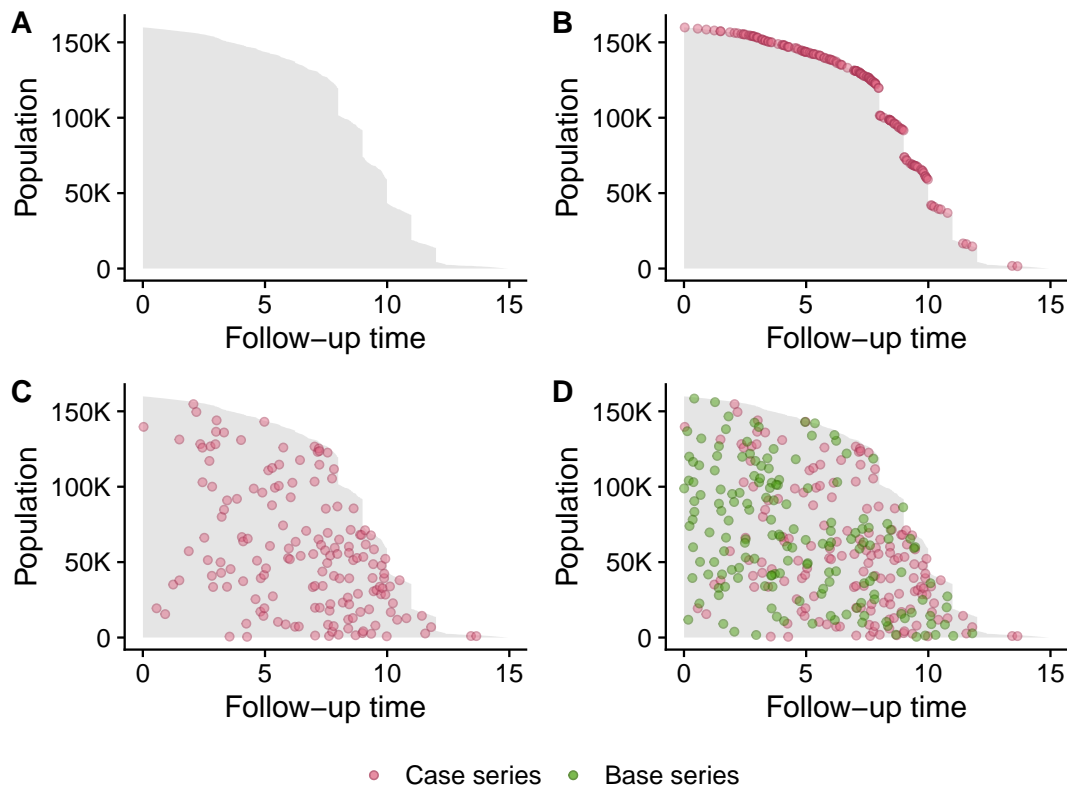 A
B
Population
150K
100K
50K
0
0 5 10 15
Follow−up time
Population
150K
100K
50K
0
0 5 10 15
Follow−up time
C
D
Population
150K
100K
50K
0
0 5 10 15
Follow−up time
Population
150K
100K
50K
0
0 5 10 15
Follow−up time
Case series Base series